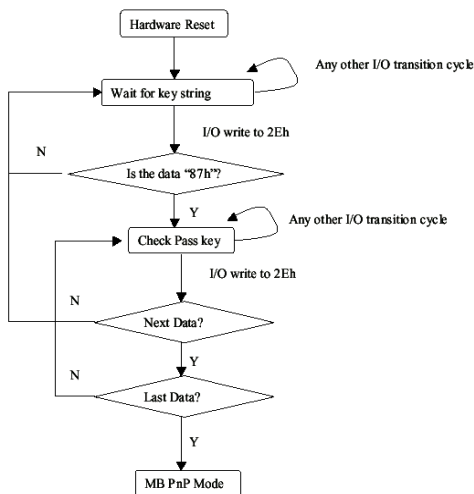 Hardware Reset
Any other I/O transition cycle
Wait for key string
I/O write to 2Eh
N
Is the data “87h”?
Y
Any other I/O transition cycle
Check Pass key
I/O write to 2Eh
N
Next Data?
Y
N
Last Data?
Y
MB PnP Mode